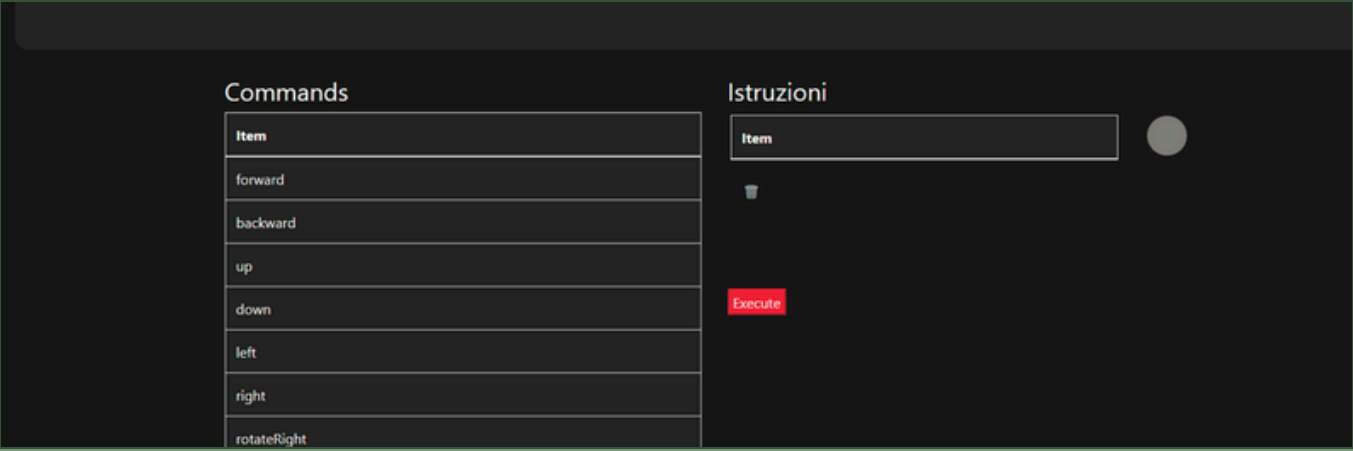 Commands
Item
forward
backward
up
down
left
right
rotateRight
Istruzioni
Item
Execute